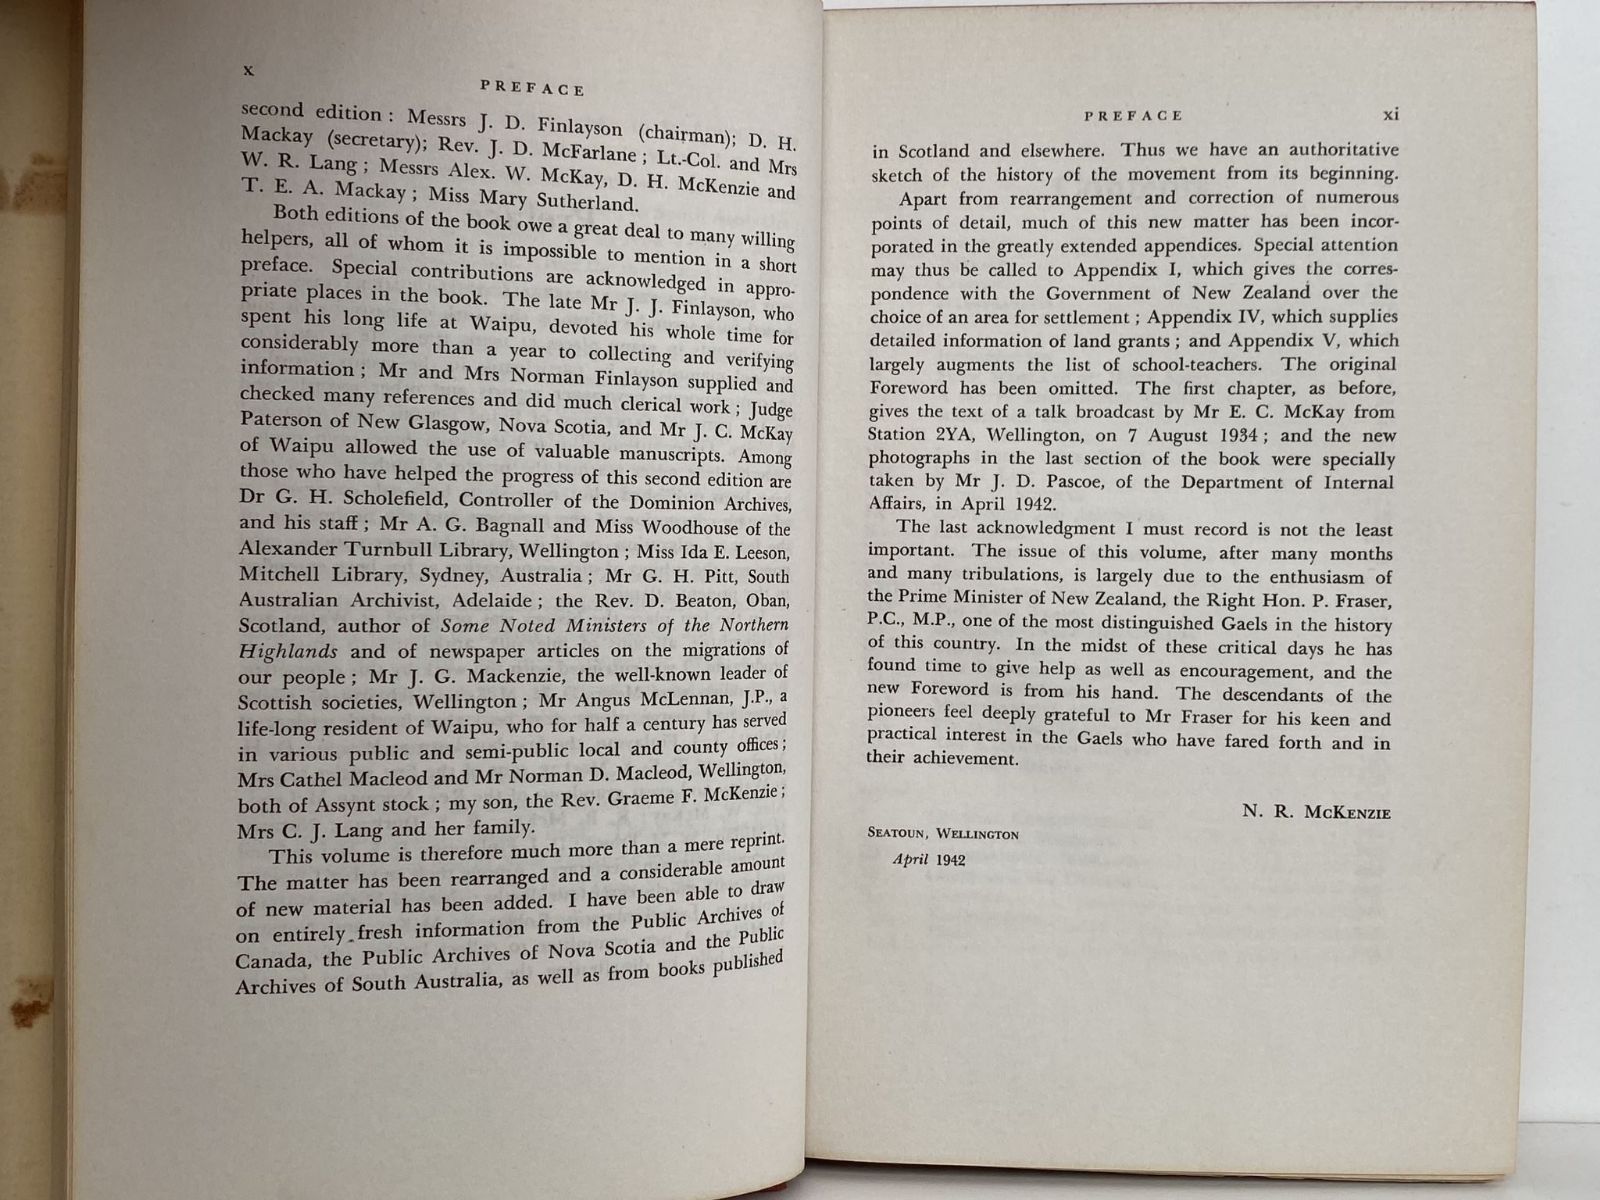 x
PREFACE
second edition : Messrs J. D. Finlayson (chairman); D. H.
Mackay (secretary); Rev. J. D. McFarlane ; Lt.-Col. and Mrs
W. R. Lang ; Messrs Alex. W. McKay, D. H. McKenzie and
T. E. A. Mackay ; Miss Mary Sutherland.
Both editions of the book owe a great deal to many willing
helpers, all of whom it is impossible to mention in a short
preface. Special contributions are acknowledged in appro-
priate places in the book. The late Mr J. J. Finlayson, who
spent his long life at Waipu, devoted his whole time for
considerably more than a year to collecting and verifying
information ; Mr and Mrs Norman Finlayson supplied and
checked many references and did much clerical work ; Judge
Paterson of New Glasgow, Nova Scotia, and Mr J. C. McKay
of Waipu allowed the use of valuable manuscripts. Among
those who have helped the progress of this second edition are
Dr G. H. Scholefield, Controller of the Dominion Archives,
and his staff ; Mr A. G. Bagnall and Miss Woodhouse of the
Alexander Turnbull Library, Wellington ; Miss Ida E. Leeson,
Mitchell Library, Sydney, Australia ; Mr G. H. Pitt, South
Australian Archivist, Adelaide ; the Rev. D. Beaton, Oban,
Scotland, author of Some Noted Ministers of the Northern
Highlands and of newspaper articles on the migrations of
our people ; Mr J. G. Mackenzie, the well-known leader of
Scottish societies, Wellington ; Mr Angus McLennan, J.P., a
life-long resident of Waipu, who for half a century has served
in various public and semi-public local and county offices ;
Mrs Cathel Macleod and Mr Norman D. Macleod, Wellington,
both of Assynt stock ; my son, the Rev. Graeme F. McKenzie ;
Mrs C. J. Lang and her family.
This volume is therefore much more than a mere reprint.
The matter has been rearranged and a considerable amount
of new material has been added. I have been able to draw
on entirely fresh information from the Public Archives of
Canada, the Public Archives of Nova Scotia and the Public
Archives of South Australia, as well as from books published
PREFACE
xi
in Scotland and elsewhere. Thus we have an authoritative
sketch of the history of the movement from its beginning.
Apart from rearrangement and correction of numerous
points of detail, much of this new matter has been incor-
porated in the greatly extended appendices. Special attention
may thus be called to Appendix I, which gives the corres-
pondence with the Government of New Zealand over the
choice of an area for settlement ; Appendix IV, which supplies
detailed information of land grants ; and Appendix V, which
largely augments the list of school-teachers. The original
Foreword has been omitted. The first chapter, as before,
gives the text of a talk broadcast by Mr E. C. McKay from
Station 2YA, Wellington, on 7 August 1934 ; and the new
photographs in the last section of the book were specially
taken by Mr J. D. Pascoe, of the Department of Internal
Affairs, in April 1942.
The last acknowledgment I must record is not the least
important. The issue of this volume, after many months
and many tribulations, is largely due to the enthusiasm of
the Prime Minister of New Zealand, the Right Hon. P. Fraser,
P.C., M.P., one of the most distinguished Gaels in the history
of this country. In the midst of these critical days he has
found time to give help as well as encouragement, and the
new Foreword is from his hand. The descendants of the
pioneers feel deeply grateful to Mr Fraser for his keen and
practical interest in the Gaels who have fared forth and in
their achievement.
N. R. McKENZIE
SEATOUN, WELLINGTON
April 1942